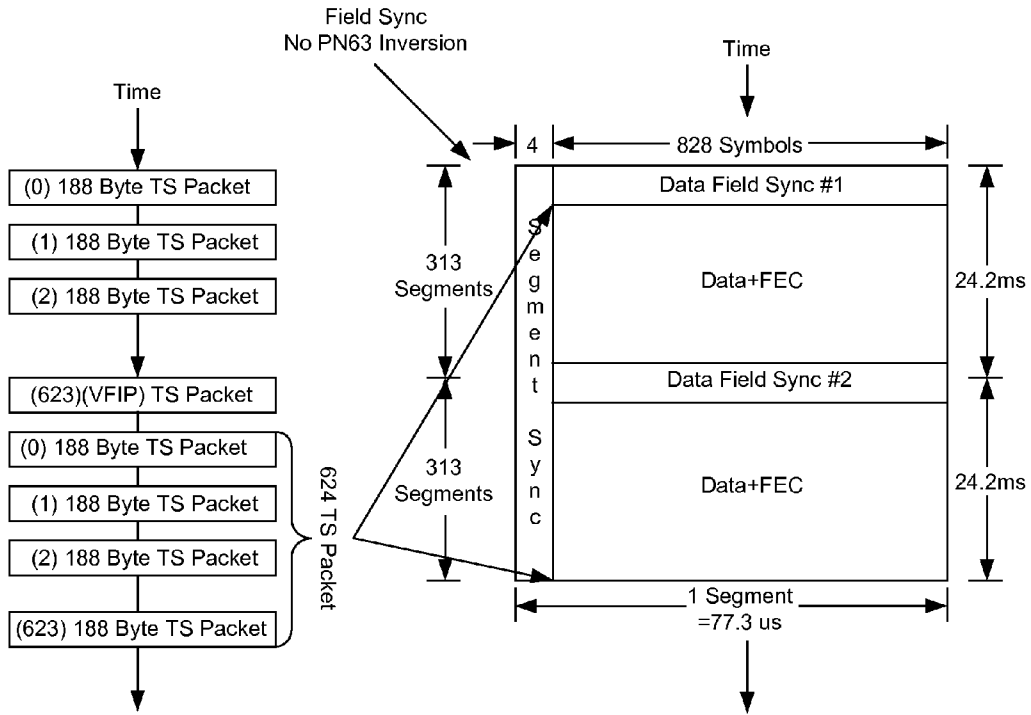 Field Sync
No PN63 Inversion
Time
(0) 188 Byte TS Packet
(1) 188 Byte TS Packet
(2) 188 Byte TS Packet
(623)(VFIP) TS Packet
(0) 188 Byte TS Packet
(1) 188 Byte TS Packet
(2) 188 Byte TS Packet
(623) 188 Byte TS Packet
624 TS Packet
Time
4
828 Symbols
313
Segments
313
Segments
Segment Sync
Data Field Sync #1
Data+FEC
Data Field Sync #2
Data+FEC
24.2ms
24.2ms
1 Segment
=77.3 us